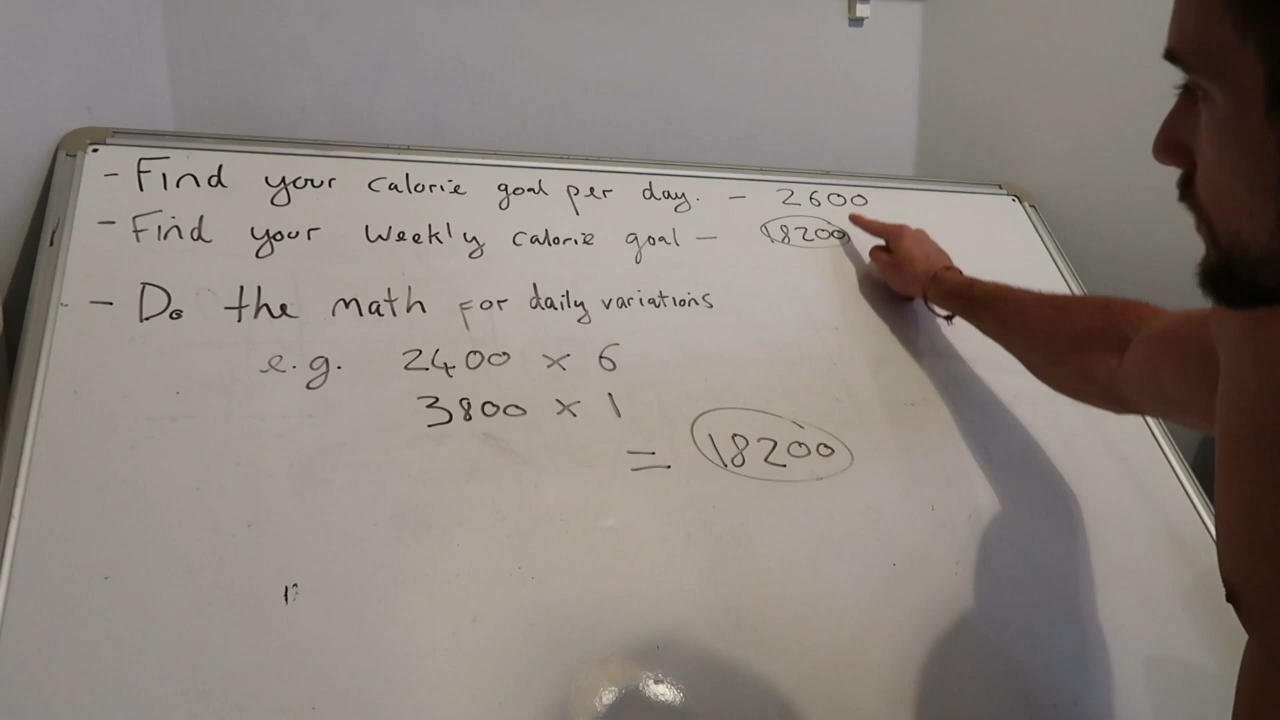 - Find your calorie goal per day. - 2600
- Find your Weekly calorie goal - 18200
- Do the math for daily variations
e.g. 2400 x 6
3800 x 1
= 18200